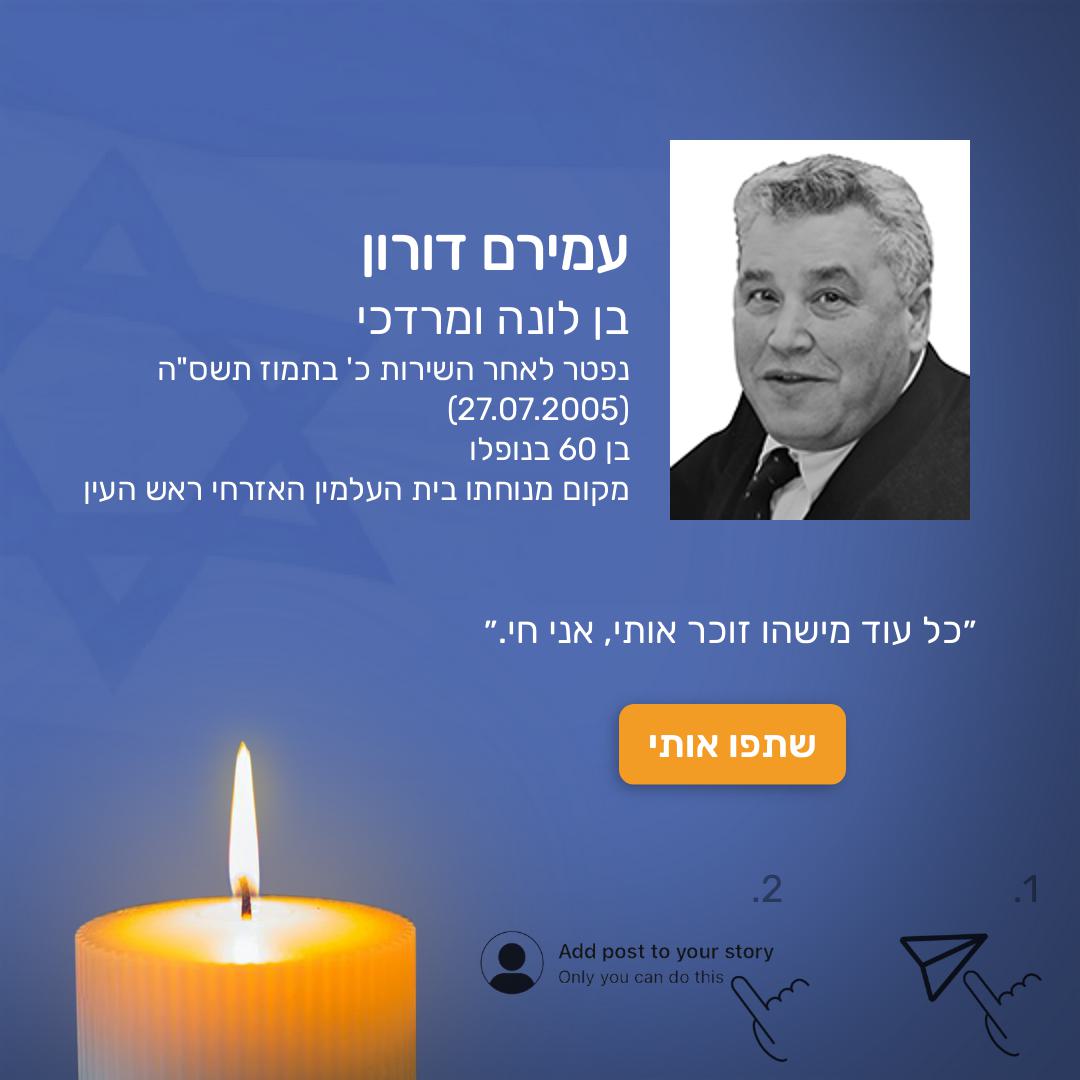 עמירם דורון
בן לונה ומרדכי
נפטר לאחר השירות כ' בתמוז תשס"ה
(27.07.2005)
בן 60 בנופלו
מקום מנוחתו בית העלמין האזרחי ראש העין
״כל עוד מישהו זוכר אותי, אני חי.״
שתפו אותי
1.
2.
Add post to your story
Only you can do this